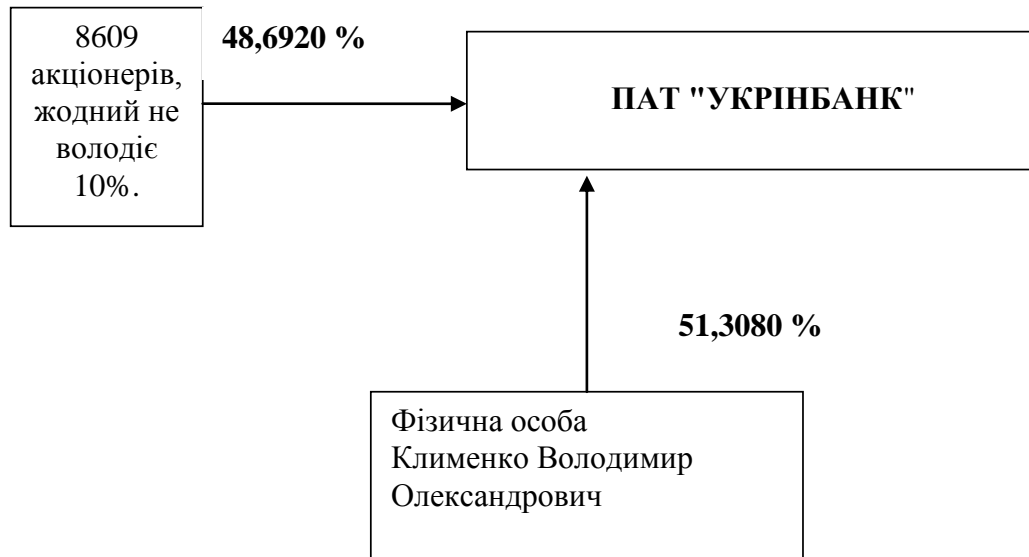 8609
акціонерів,
жодний не
володіє
10%.
48,6920 %
ПАТ "УКРІНБАНК"
51,3080 %
Фізична особа
Клименко Володимир
Олександрович